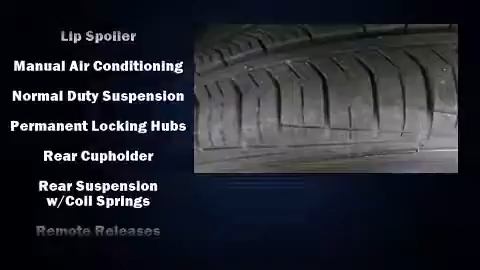 Lip Spoiler
Manual Air Conditioning
Normal Duty Suspension
Permanent Locking Hubs
Rear Cupholder
Rear Suspension
w/Coil Springs
Remote Releases